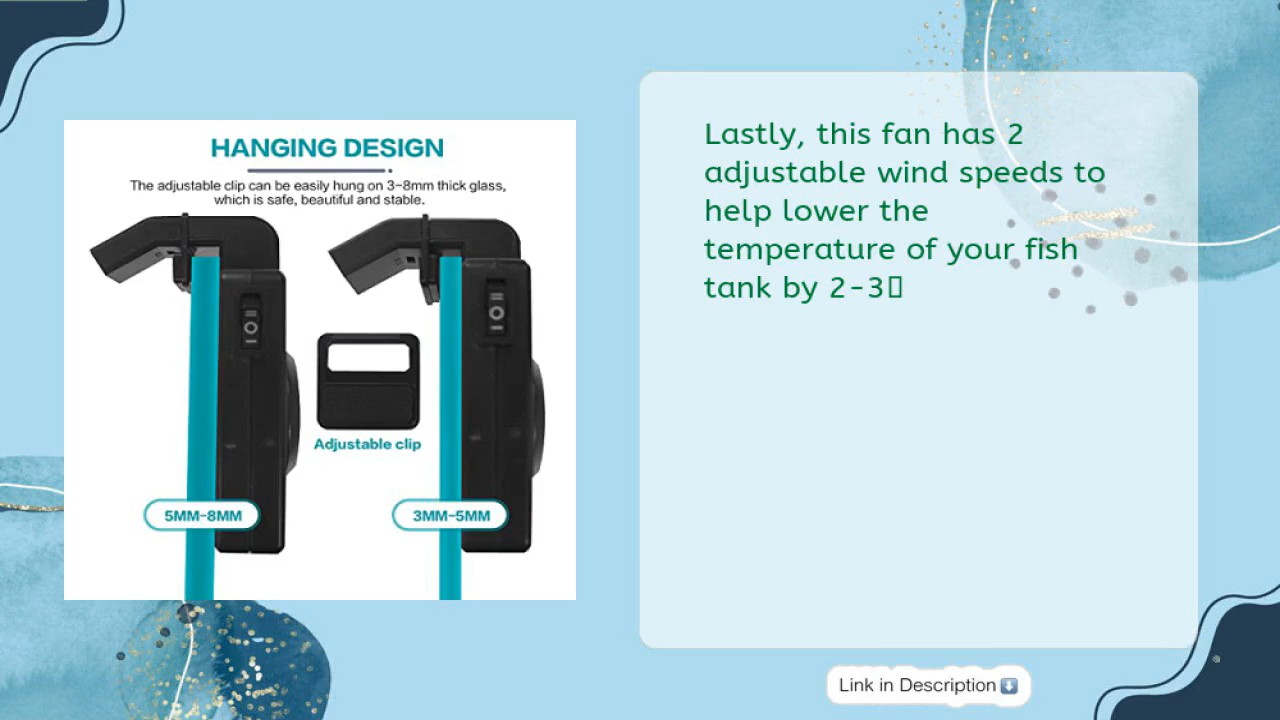 HANGING DESIGN
The adjustable clip can be easily hung on 3-8mm thick glass,
which is safe, beautiful and stable.
Adjustable clip
5MM-8MM
3MM-5MM
Lastly, this fan has 2
adjustable wind speeds to
help lower the
temperature of your fish
tank by 2-3▯
Link in Description⬇️